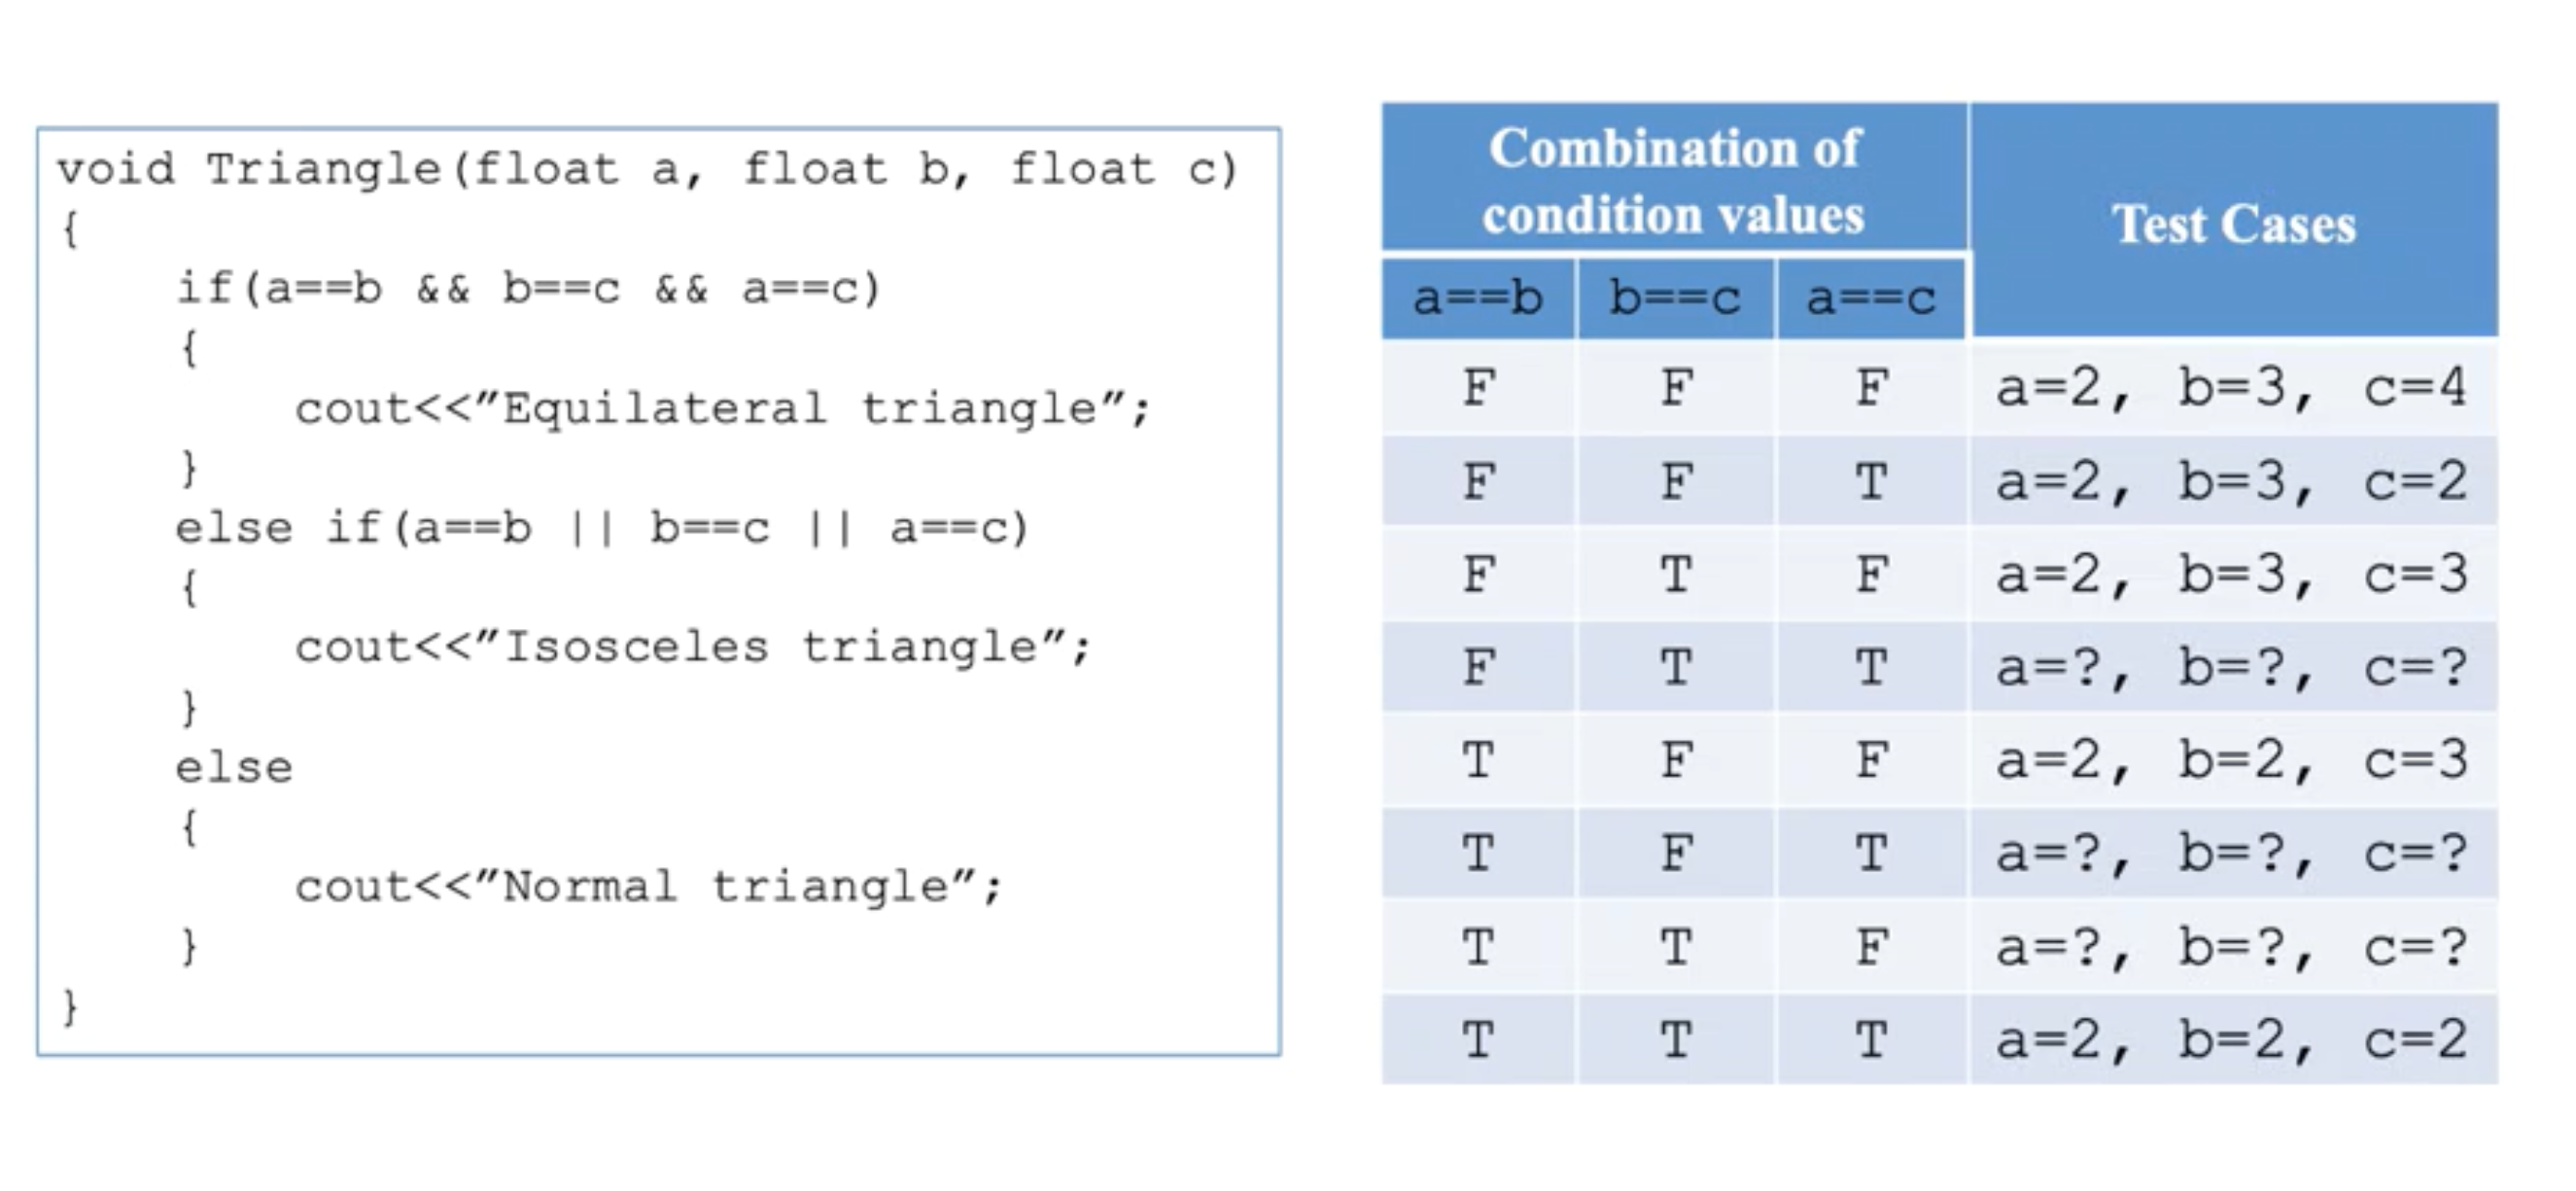 void Triangle(float a, float b, float c)
{
if(a==b && b==c && a==c)
{
cout<<”Equilateral triangle”;
}
else if(a==b || b==c || a==c)
{
cout<<”Isosceles triangle”;
}
else
{
cout<<”Normal triangle”;
}
}
Combination of
condition values
Test Cases
a==b b==c a==c
F F F a=2, b=3, c=4
F F T a=2, b=3, c=2
F T F a=2, b=3, c=3
F T T a=?, b=?, c=?
T F F a=2, b=2, c=3
T F T a=?, b=?, c=?
T T F a=?, b=?, c=?
T T T a=2, b=2, c=2